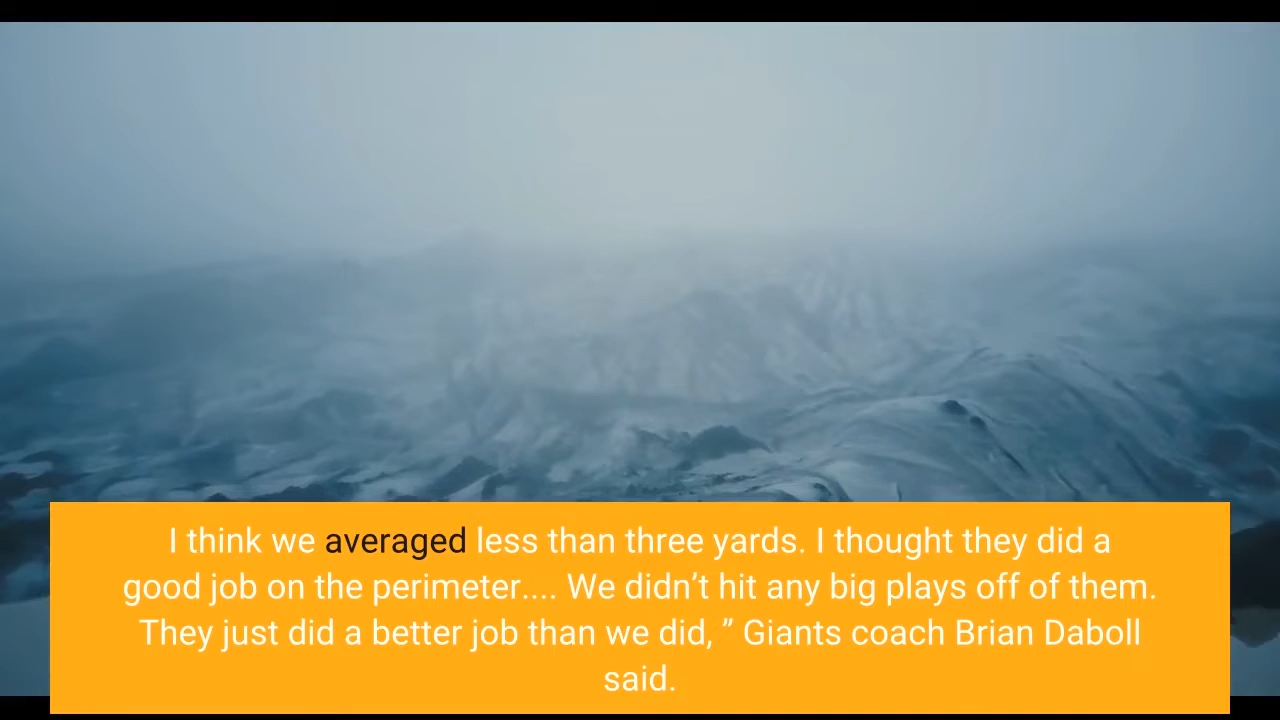 I think we averaged less than three yards. I thought they did a
good job on the perimeter.... We didn’t hit any big plays off of them.
They just did a better job than we did, ” Giants coach Brian Daboll
said.